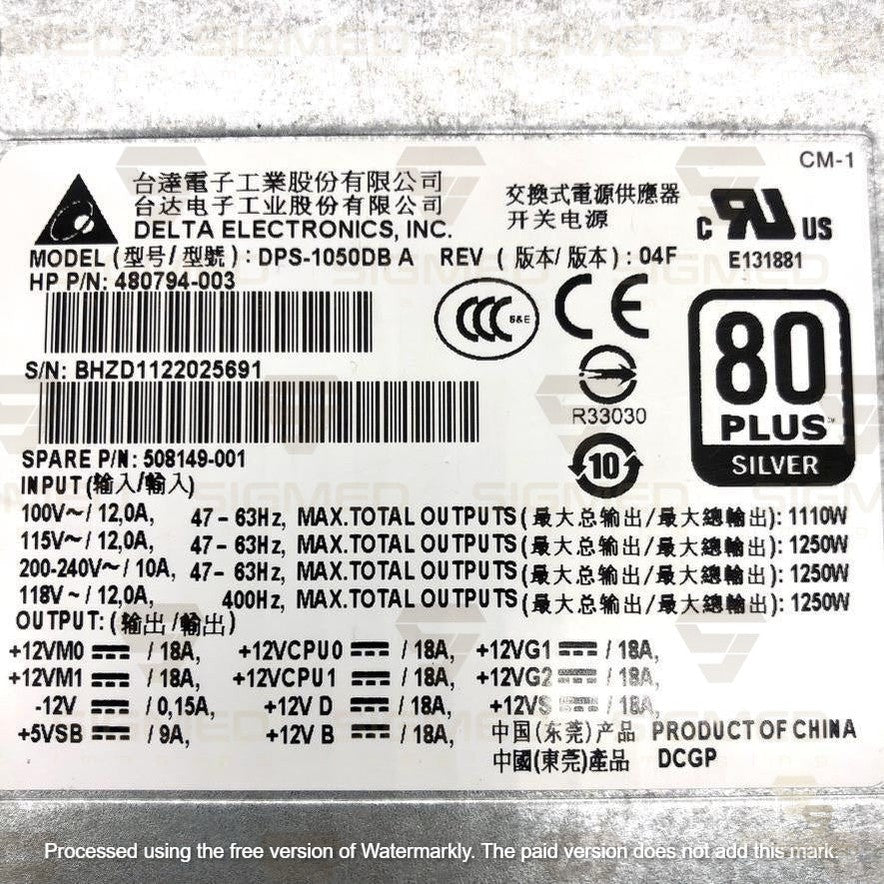 CM-1
台達電子工業股份有限公司
台达电子工业股份有限公司
DELTA ELECTRONICS, INC.
交換式電源供應器
开关电源
C UR US
E131881
MODEL (型号/型號): DPS-1050DB A REV (版本/版本): 04F
HP P/N: 480794-003
CCC S&E
CE
R33030
10
80
PLUS
SILVER
S/N: BHZD1122025691
SPARE P/N: 508149-001
INPUT (输入/輸入)
100V～/12,0A, 47-63Hz, MAX.TOTAL OUTPUTS (最大总输出/最大總輸出): 1110W
115V～/12,0A, 47-63Hz, MAX.TOTAL OUTPUTS (最大总输出/最大總輸出): 1250W
200-240V～/10A, 47-63Hz, MAX.TOTAL OUTPUTS (最大总输出/最大總輸出): 1250W
118V～/12,0A, 400Hz, MAX.TOTAL OUTPUTS (最大总输出/最大總輸出): 1250W
OUTPUT: (输出/輸出)
+12VM0 ⎓ /18A, +12VCPU0 ⎓ /18A, +12VG1 ⎓ /18A,
+12VM1 ⎓ /18A, +12VCPU1 ⎓ /18A, +12VG2 ⎓ /18A,
-12V ⎓ /0,15A, +12V D ⎓ /18A, +12VS ⎓ /18A,
+5VSB ⎓ /9A, +12V B ⎓ /18A,
中国(东莞)产品 PRODUCT OF CHINA
中國(東莞)產品 DCGP
SIGMED
Processed using the free version of Watermarkly. The paid version does not add this mark.